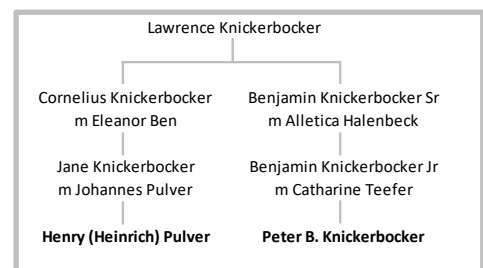 Lawrence Knickerbocker
Cornelius Knickerbocker
m Eleanor Ben
Benjamin Knickerbocker Sr
m Alletica Halenbeck
Jane Knickerbocker
m Johannes Pulver
Benjamin Knickerbocker Jr
m Catharine Teefer
Henry (Heinrich) Pulver
Peter B. Knickerbocker